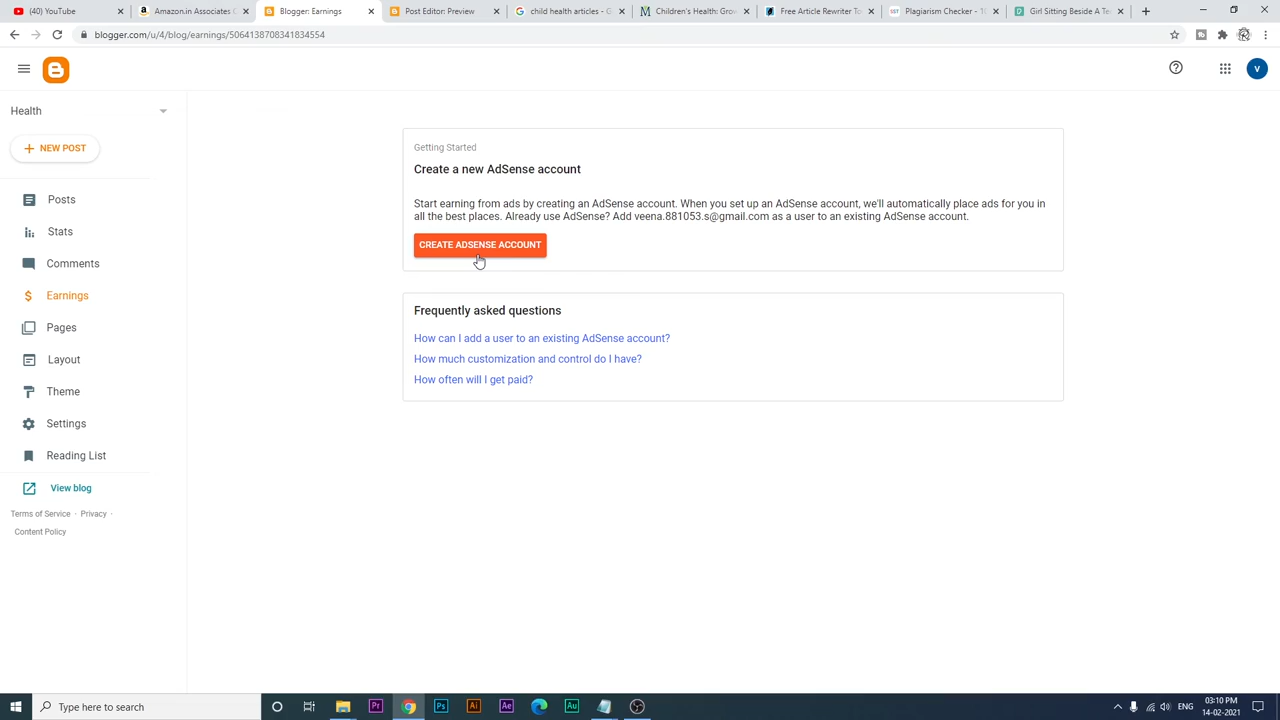 (40) YouTube
Amazon.in Associates C
Blogger: Earnings
Post Editor: Preview
child health articles - G
Children's Health: Grov
Free Article Rewriter To
Plagiarism Checker - 10
Girl Sitting Beside A Te
blogger.com/u/4/blog/earnings/5064138708341834554
v
Health
NEW POST
Posts
Stats
Comments
Earnings
Pages
Layout
Theme
Settings
Reading List
View blog
Terms of Service · Privacy ·
Content Policy
Getting Started
Create a new AdSense account
Start earning from ads by creating an AdSense account. When you set up an AdSense account, we'll automatically place ads for you in
all the best places. Already use AdSense? Add veena.881053.s@gmail.com as a user to an existing AdSense account.
CREATE ADSENSE ACCOUNT
Frequently asked questions
How can I add a user to an existing AdSense account?
How much customization and control do I have?
How often will I get paid?
Type here to search
Pr
Ps
Ai
Ae
Au
ENG
03:10 PM
14-02-2021